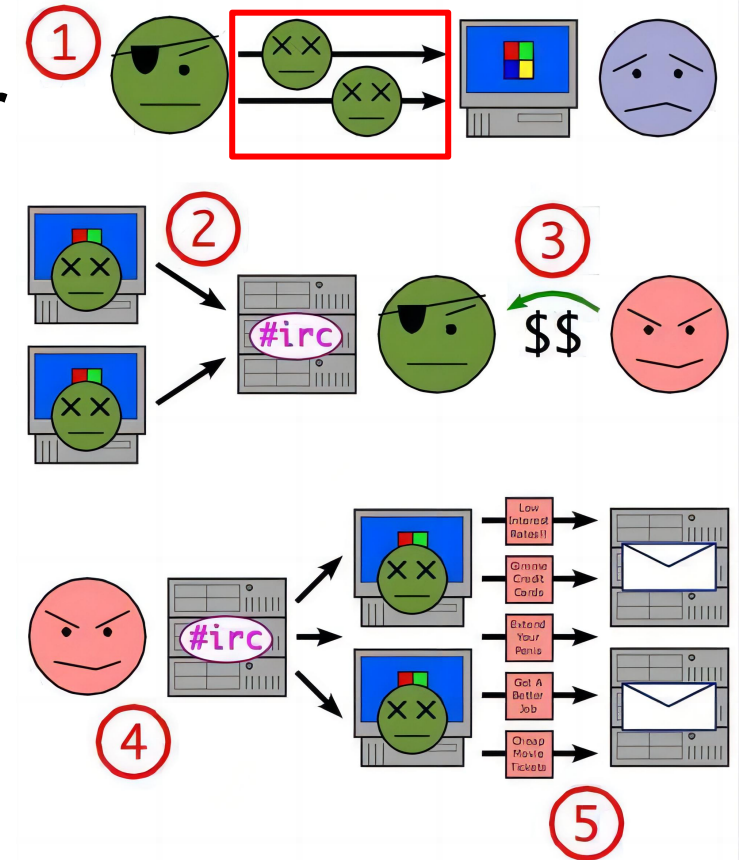 1
2
3
#irc
$$
Low
Interest
Rates!!
Gimme
Credit
Cards
Extend
Your
Penis
#irc
Get A
Better
Job
4
Cheap
Movie
Tickets
5